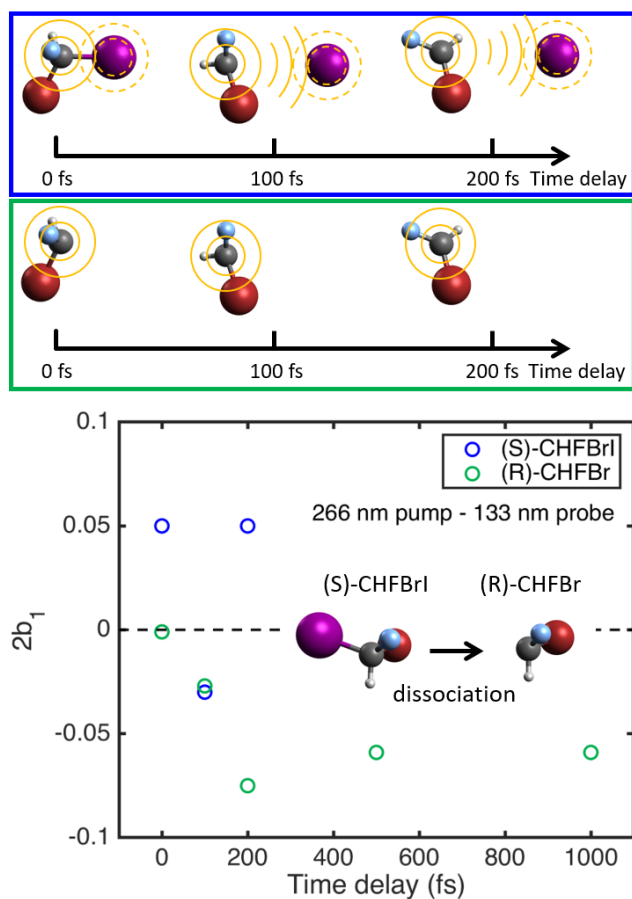 0 fs
100 fs
200 fs
Time delay
0 fs
100 fs
200 fs
Time delay
0.1
0.05
0
-0.05
-0.1
2b₁
(S)-CHFBrI
(R)-CHFBr
266 nm pump - 133 nm probe
(S)-CHFBrI
(R)-CHFBr
dissociation
0
200
400
600
800
1000
Time delay (fs)